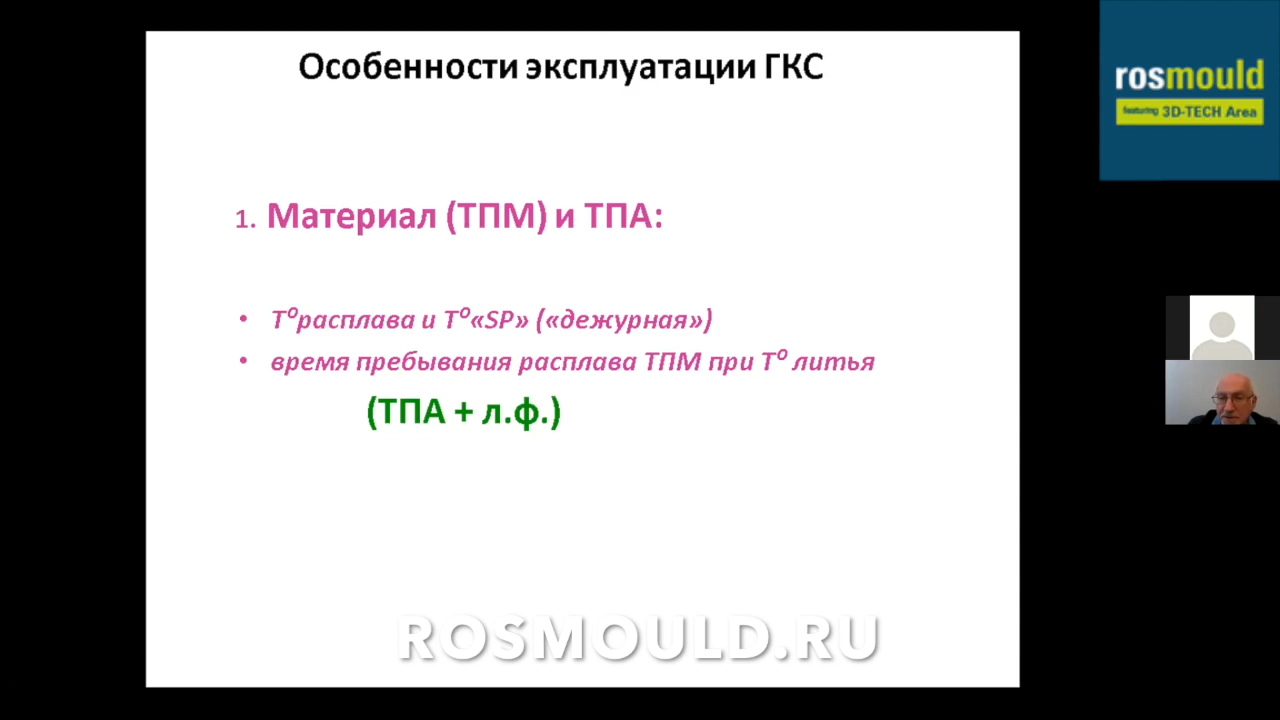 Особенности эксплуатации ГКС
1. Материал (ТПМ) и ТПА:
• Tºрасплава и Tº«SP» («дежурная»)
• время пребывания расплава ТПМ при Tº литья
(ТПА + л.ф.)
ROSMOULD.RU
rosmould
featuring 3D-TECH Area